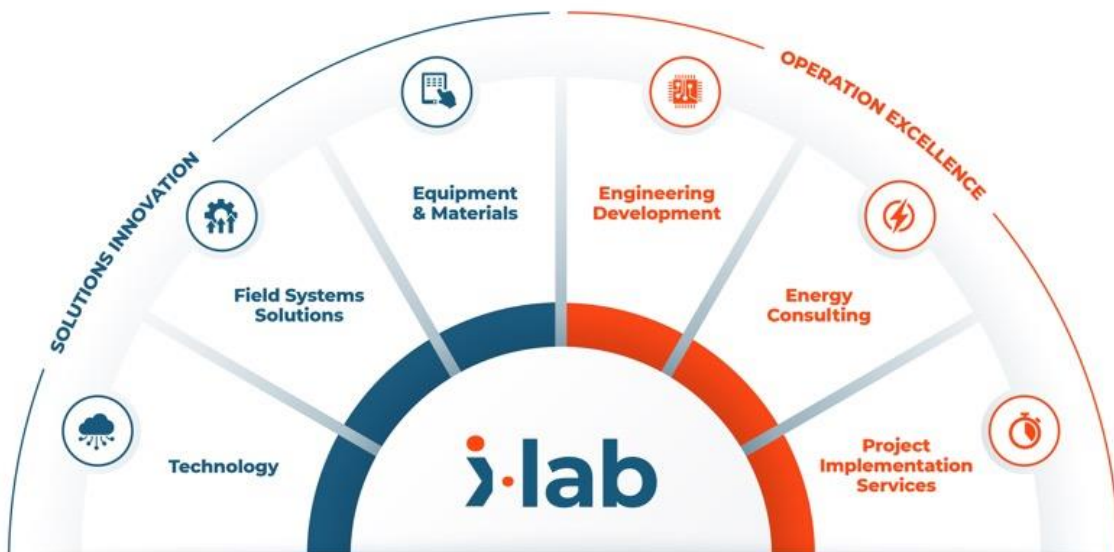 SOLUTIONS INNOVATION
OPERATION EXCELLENCE
Technology
Field Systems
Solutions
Equipment
& Materials
Engineering
Development
Energy
Consulting
Project
Implementation
Services
i·lab